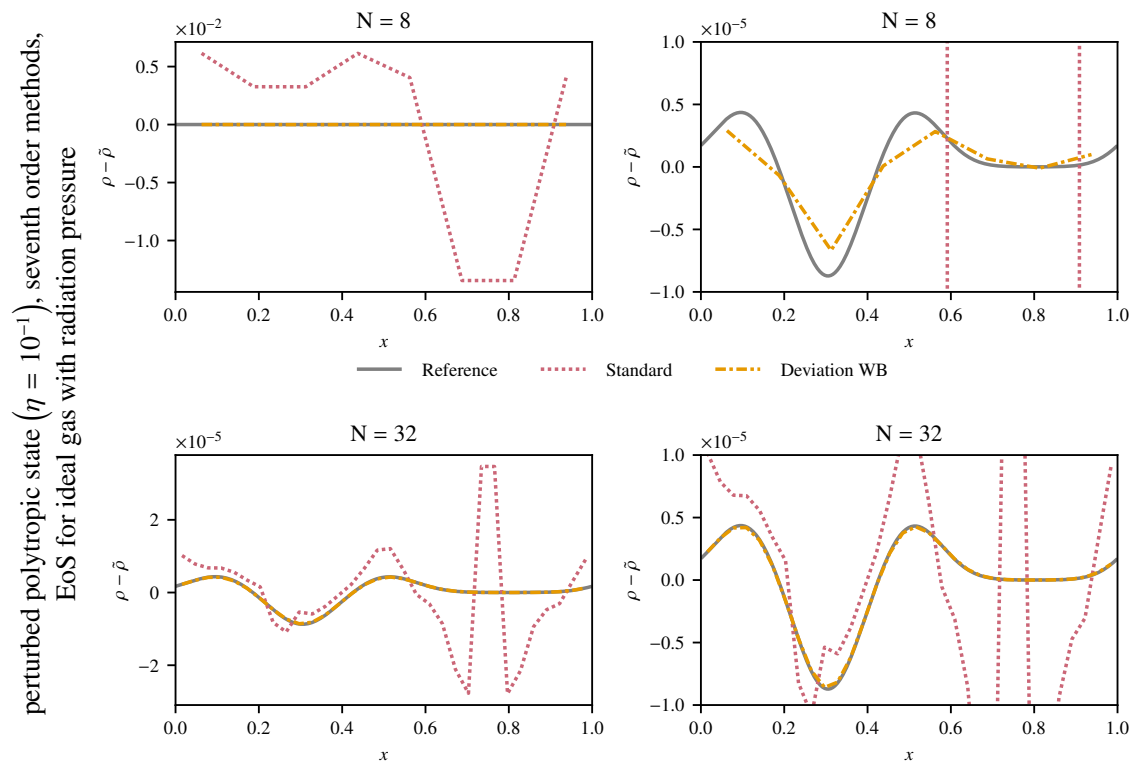 perturbed polytropic state (η = 10⁻¹), seventh order methods,
EoS for ideal gas with radiation pressure
×10⁻²
N = 8
0.5
0.0
−0.5
−1.0
ρ − ρ̃
0.0 0.2 0.4 0.6 0.8 1.0
x
×10⁻⁵
N = 8
1.0
0.5
0.0
−0.5
−1.0
ρ − ρ̃
0.0 0.2 0.4 0.6 0.8 1.0
x
Reference Standard Deviation WB
×10⁻⁵
N = 32
2
0
−2
ρ − ρ̃
0.0 0.2 0.4 0.6 0.8 1.0
x
×10⁻⁵
N = 32
1.0
0.5
0.0
−0.5
−1.0
ρ − ρ̃
0.0 0.2 0.4 0.6 0.8 1.0
x